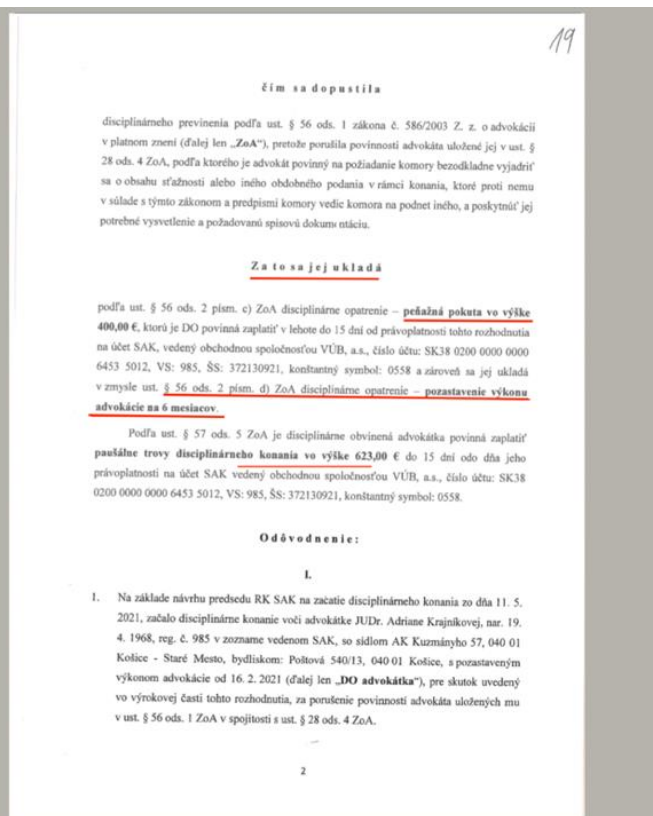 19
čím sa dopustila
disciplinárneho previnenia podľa ust. § 56 ods. 1 zákona č. 586/2003 Z. z. o advokácii
v platnom znení (ďalej len „ZoA“), pretože porušila povinnosti advokáta uložené jej v ust. §
28 ods. 4 ZoA, podľa ktorého je advokát povinný na požiadanie komory bezodkladne vyjadriť
sa o obsahu sťažnosti alebo iného obdobného podania v rámci konania, ktoré proti nemu
v súlade s týmto zákonom a predpismi komory vedie komora na podnet iného, a poskytnúť jej
potrebné vysvetlenie a požadovanú spisovú dokumentáciu.
Za to sa jej ukladá
podľa ust. § 56 ods. 2 písm. c) ZoA disciplinárne opatrenie – peňažná pokuta vo výške
400,00 €, ktorú je DO povinná zaplatiť v lehote do 15 dní od právoplatnosti tohto rozhodnutia
na účet SAK, vedený obchodnou spoločnosťou VÚB, a.s., číslo účtu: SK38 0200 0000 0000
6453 5012, VS: 985, ŠS: 372130921, konštantný symbol: 0558 a zároveň sa jej ukladá
v zmysle ust. § 56 ods. 2 písm. d) ZoA disciplinárne opatrenie – pozastavenie výkonu
advokácie na 6 mesiacov.
Podľa ust. § 57 ods. 5 ZoA je disciplinárne obvinená advokátka povinná zaplatiť
paušálne trovy disciplinárneho konania vo výške 623,00 € do 15 dní odo dňa jeho
právoplatnosti na účet SAK vedený obchodnou spoločnosťou VÚB, a.s., číslo účtu: SK38
0200 0000 0000 6453 5012, VS: 985, ŠS: 372130921, konštantný symbol: 0558.
Odôvodnenie:
I.
1. Na základe návrhu predsedu RK SAK na začatie disciplinárneho konania zo dňa 11. 5.
2021, začalo disciplinárne konanie voči advokátke JUDr. Adriane Krajníkovej, nar. 19.
4. 1968, reg. č. 985 v zozname vedenom SAK, so sídlom AK Kuzmányho 57, 040 01
Košice - Staré Mesto, bydliskom: Poštová 540/13, 040 01 Košice, s pozastaveným
výkonom advokácie od 16. 2. 2021 (ďalej len „DO advokátka“), pre skutok uvedený
vo výrokovej časti tohto rozhodnutia, za porušenie povinností advokáta uložených mu
v ust. § 56 ods. 1 ZoA v spojitosti s ust. § 28 ods. 4 ZoA.
2